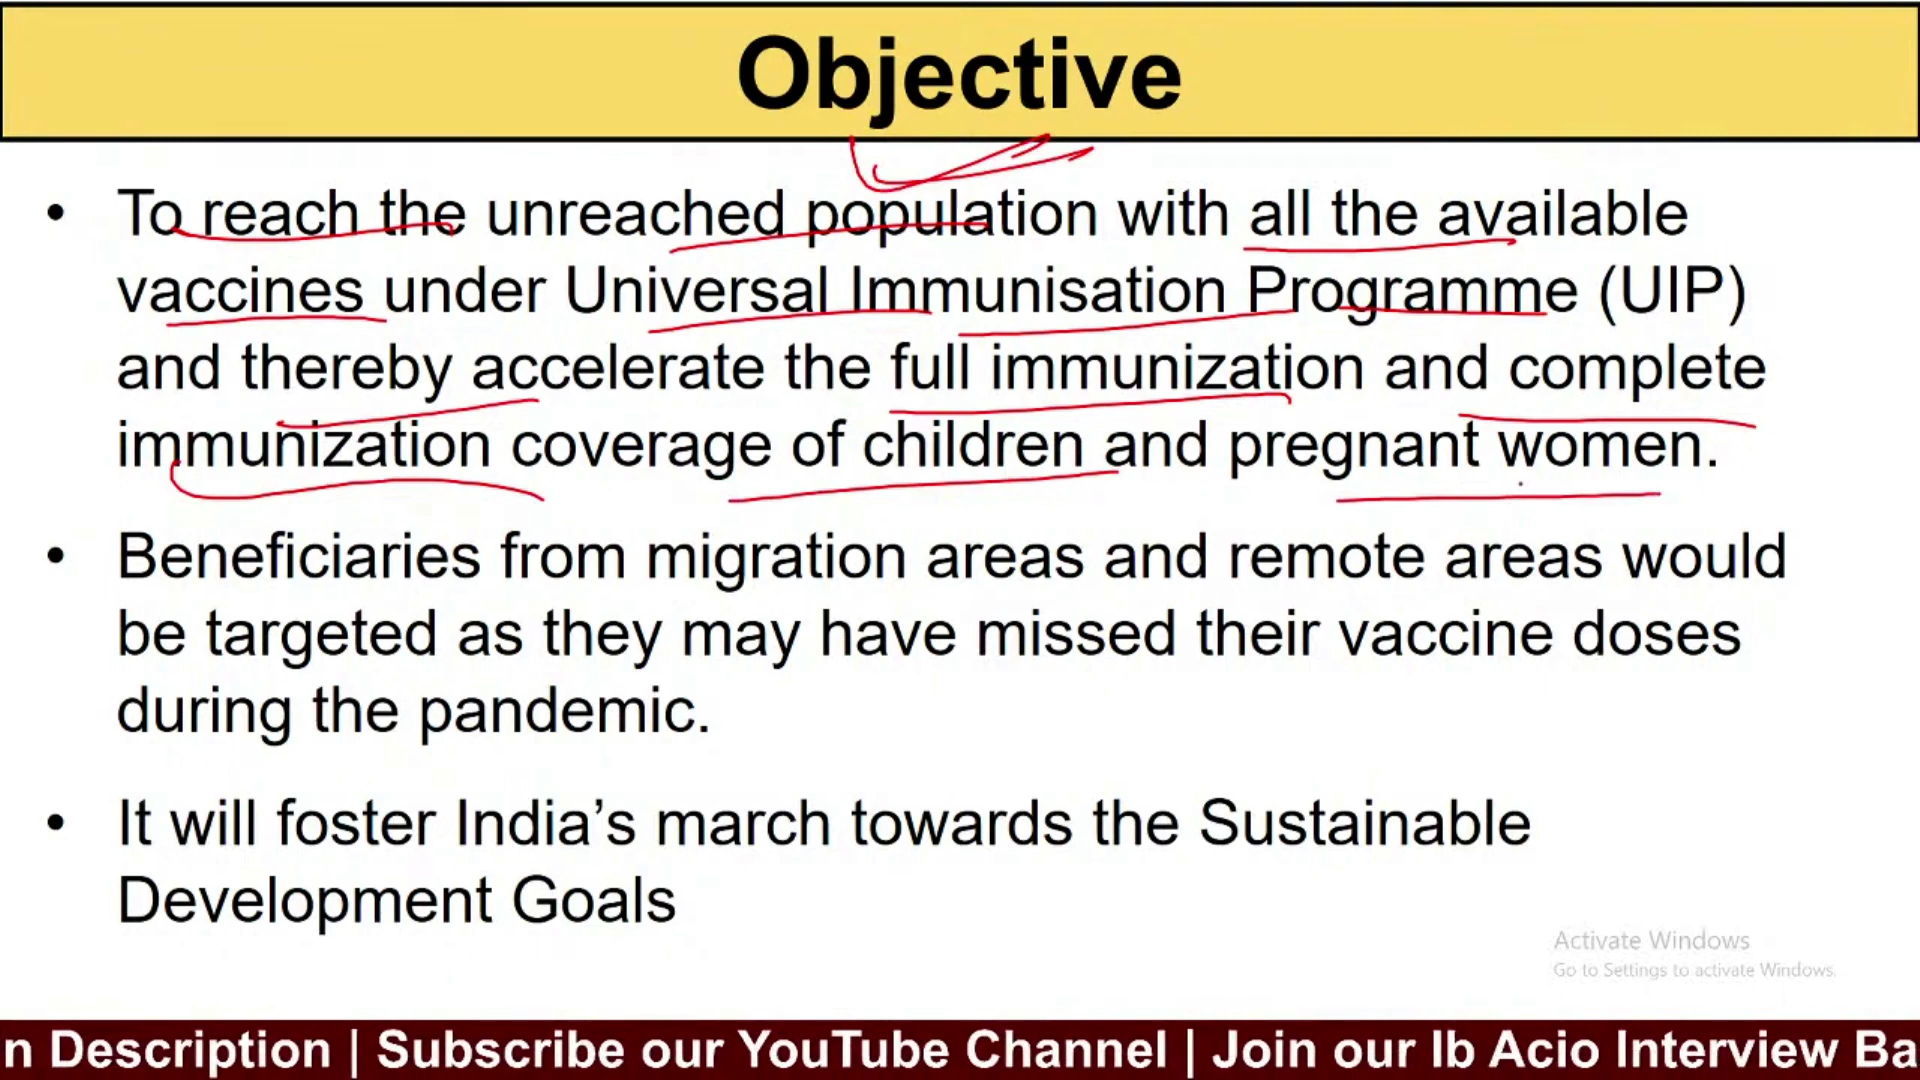 Objective
• To reach the unreached population with all the available
vaccines under Universal Immunisation Programme (UIP)
and thereby accelerate the full immunization and complete
immunization coverage of children and pregnant women.
• Beneficiaries from migration areas and remote areas would
be targeted as they may have missed their vaccine doses
during the pandemic.
• It will foster India’s march towards the Sustainable
Development Goals
Activate Windows
Go to Settings to activate Windows.
n Description | Subscribe our YouTube Channel | Join our Ib Acio Interview Ba